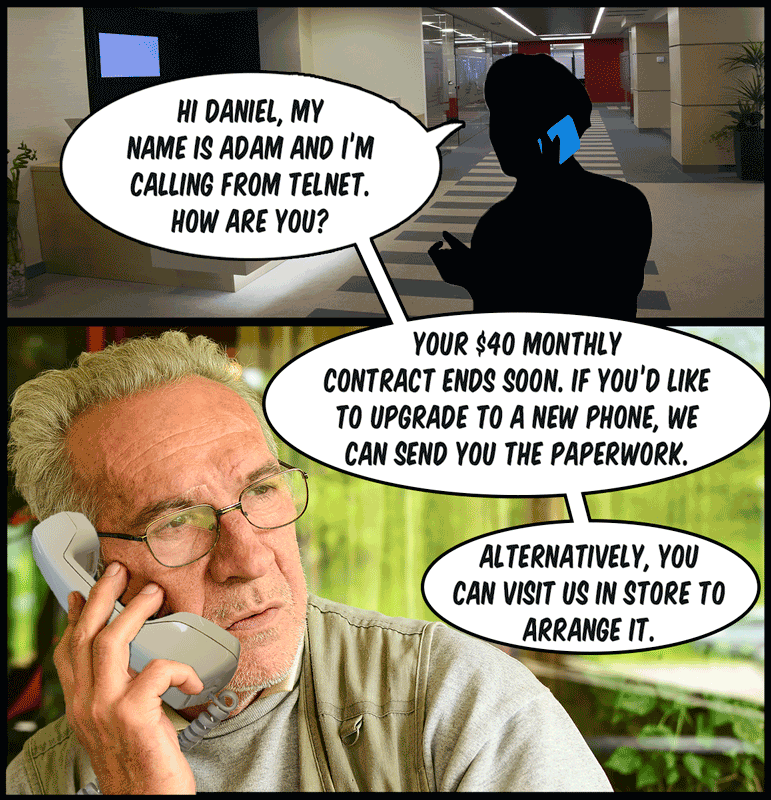 HI DANIEL, MY
NAME IS ADAM AND I'M
CALLING FROM TELNET.
HOW ARE YOU?
YOUR $40 MONTHLY
CONTRACT ENDS SOON. IF YOU'D LIKE
TO UPGRADE TO A NEW PHONE, WE
CAN SEND YOU THE PAPERWORK.
ALTERNATIVELY, YOU
CAN VISIT US IN STORE TO
ARRANGE IT.